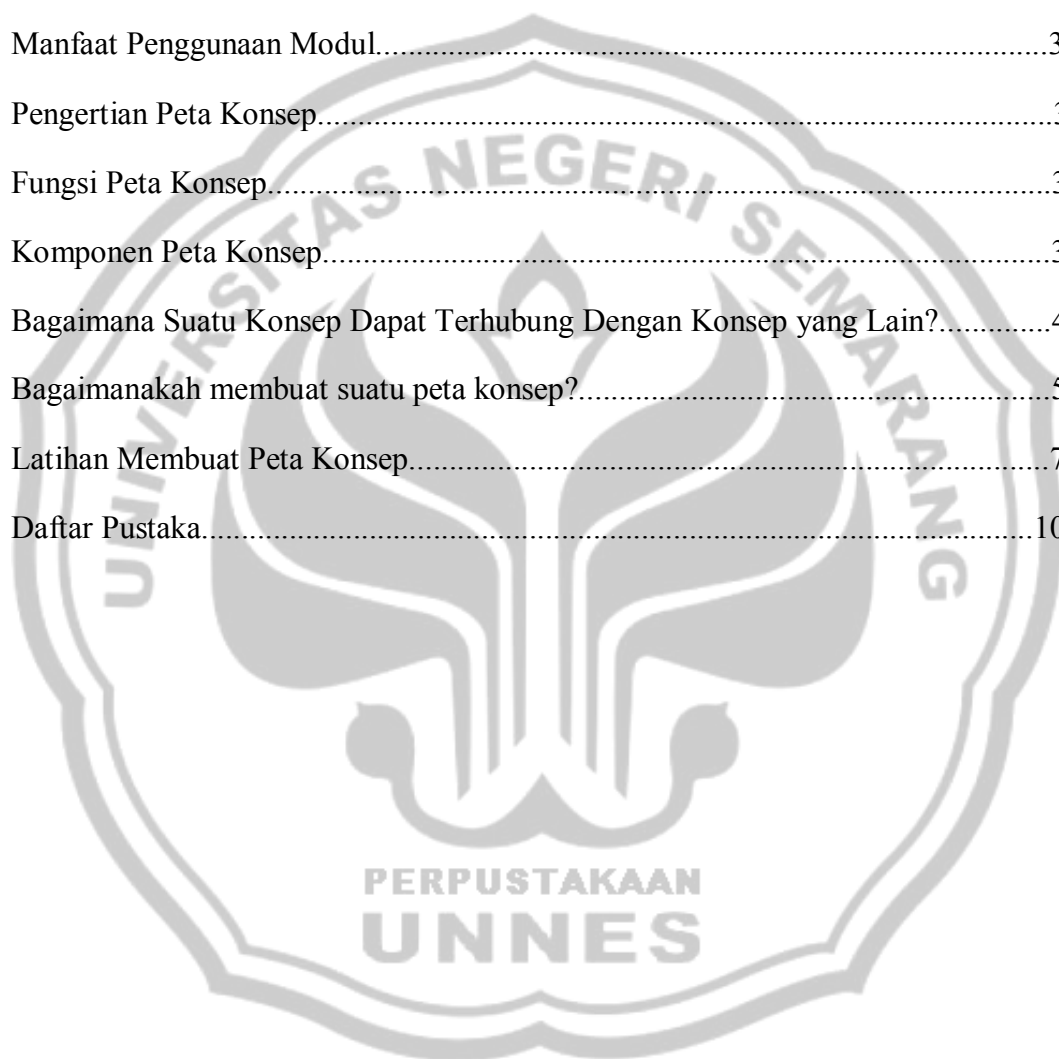 Manfaat Penggunaan Modul....................................................................................3
Pengertian Peta Konsep............................................................................................3
Fungsi Peta Konsep..................................................................................................3
Komponen Peta Konsep...........................................................................................3
Bagaimana Suatu Konsep Dapat Terhubung Dengan Konsep yang Lain?.............4
Bagaimanakah membuat suatu peta konsep?...........................................................5
Latihan Membuat Peta Konsep................................................................................7
Daftar Pustaka........................................................................................................10
UNIVERSITAS NEGERI SEMARANG
PERPUSTAKAAN
UNNES